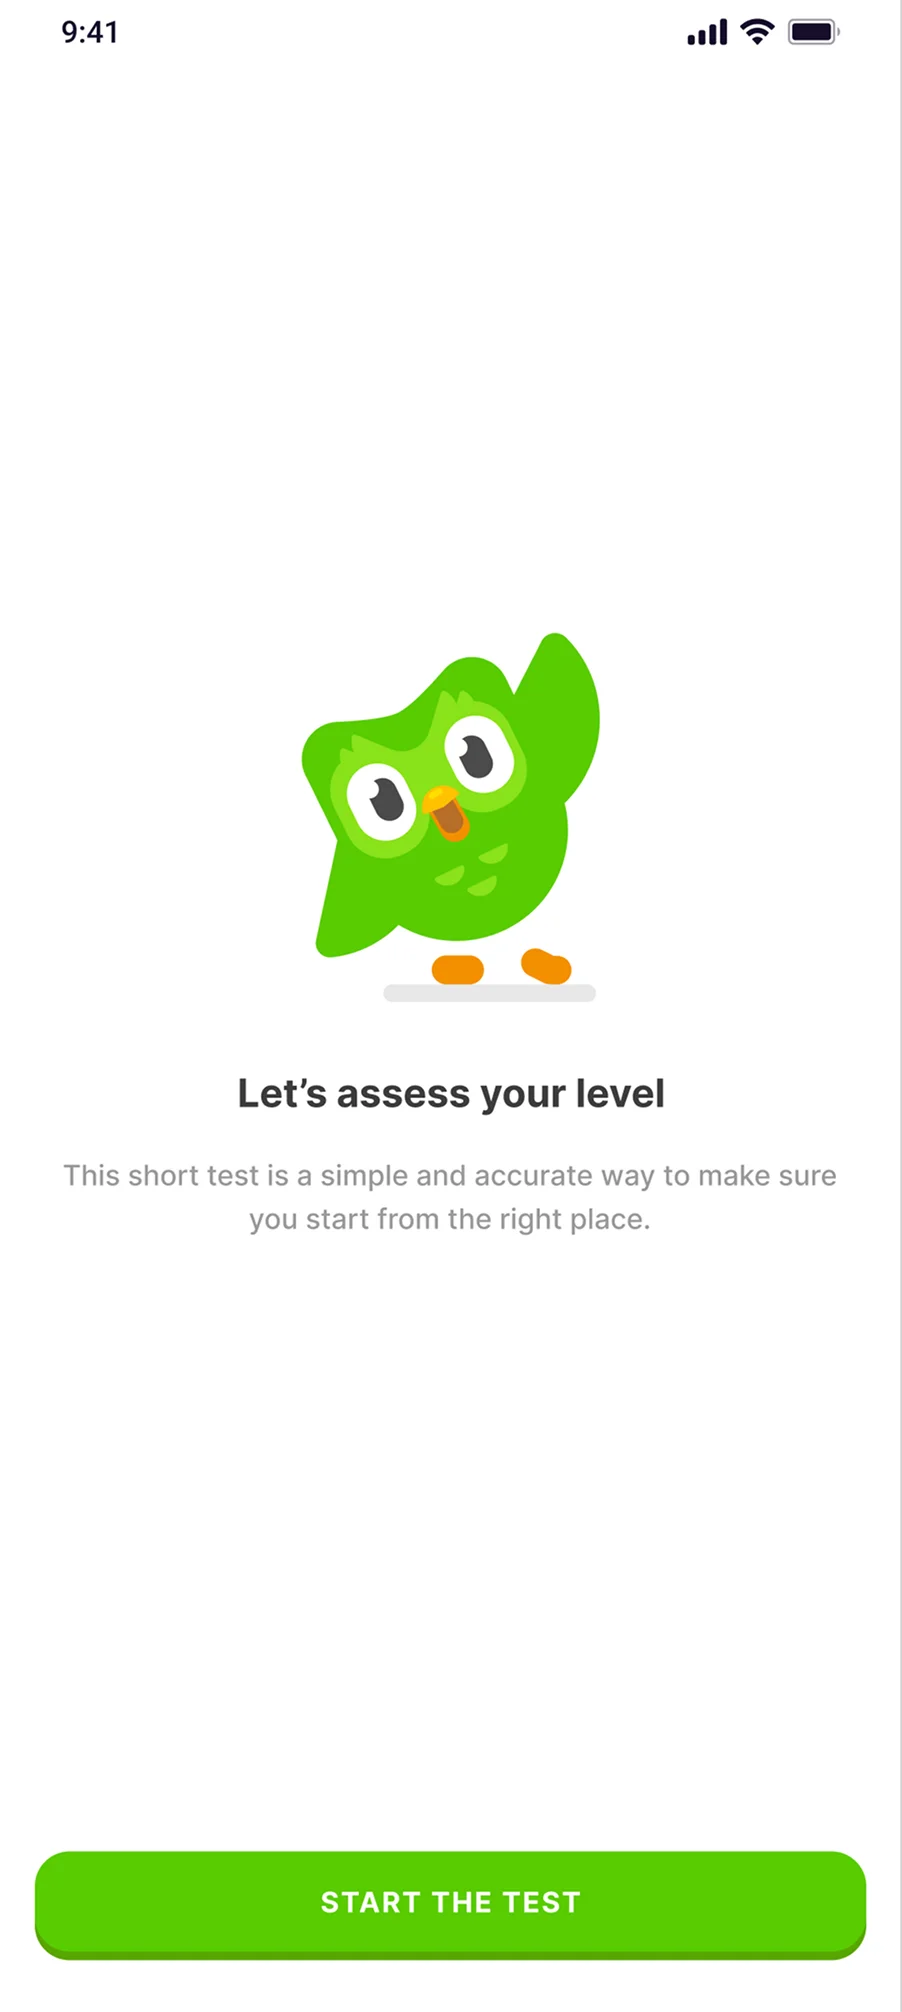 9:41
Let’s assess your level
This short test is a simple and accurate way to make sure
you start from the right place.
START THE TEST